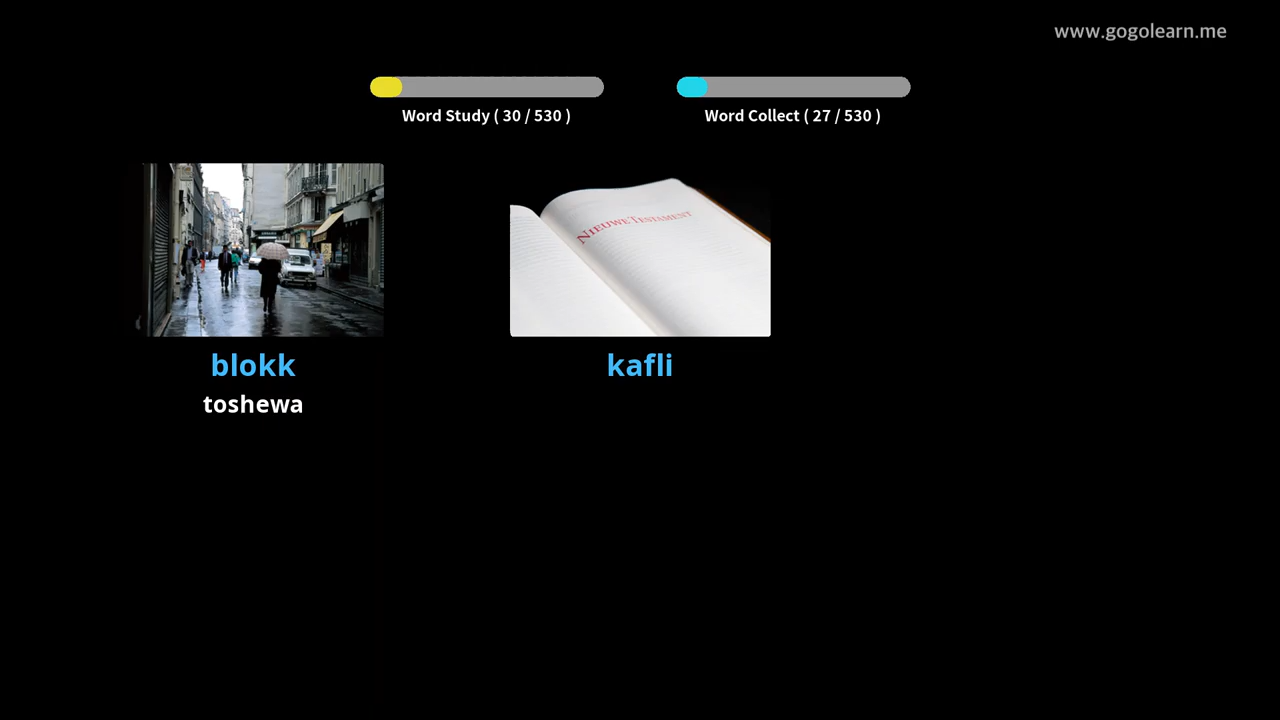 www.gogolearn.me
Word Study ( 30 / 530 )
Word Collect ( 27 / 530 )
NIEUWE TESTAMENT
blokk
kafli
toshewa